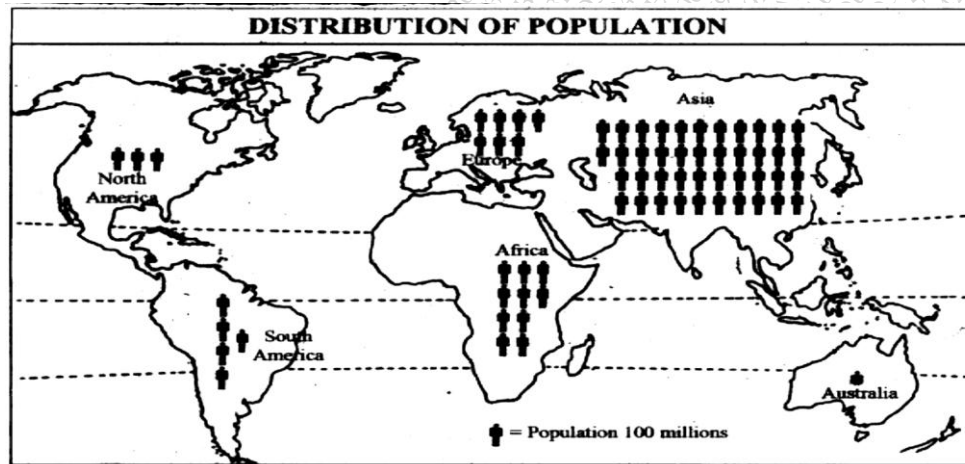 DISTRIBUTION OF POPULATION
Asia
Europe
North
America
Africa
South
America
Australia
= Population 100 millions